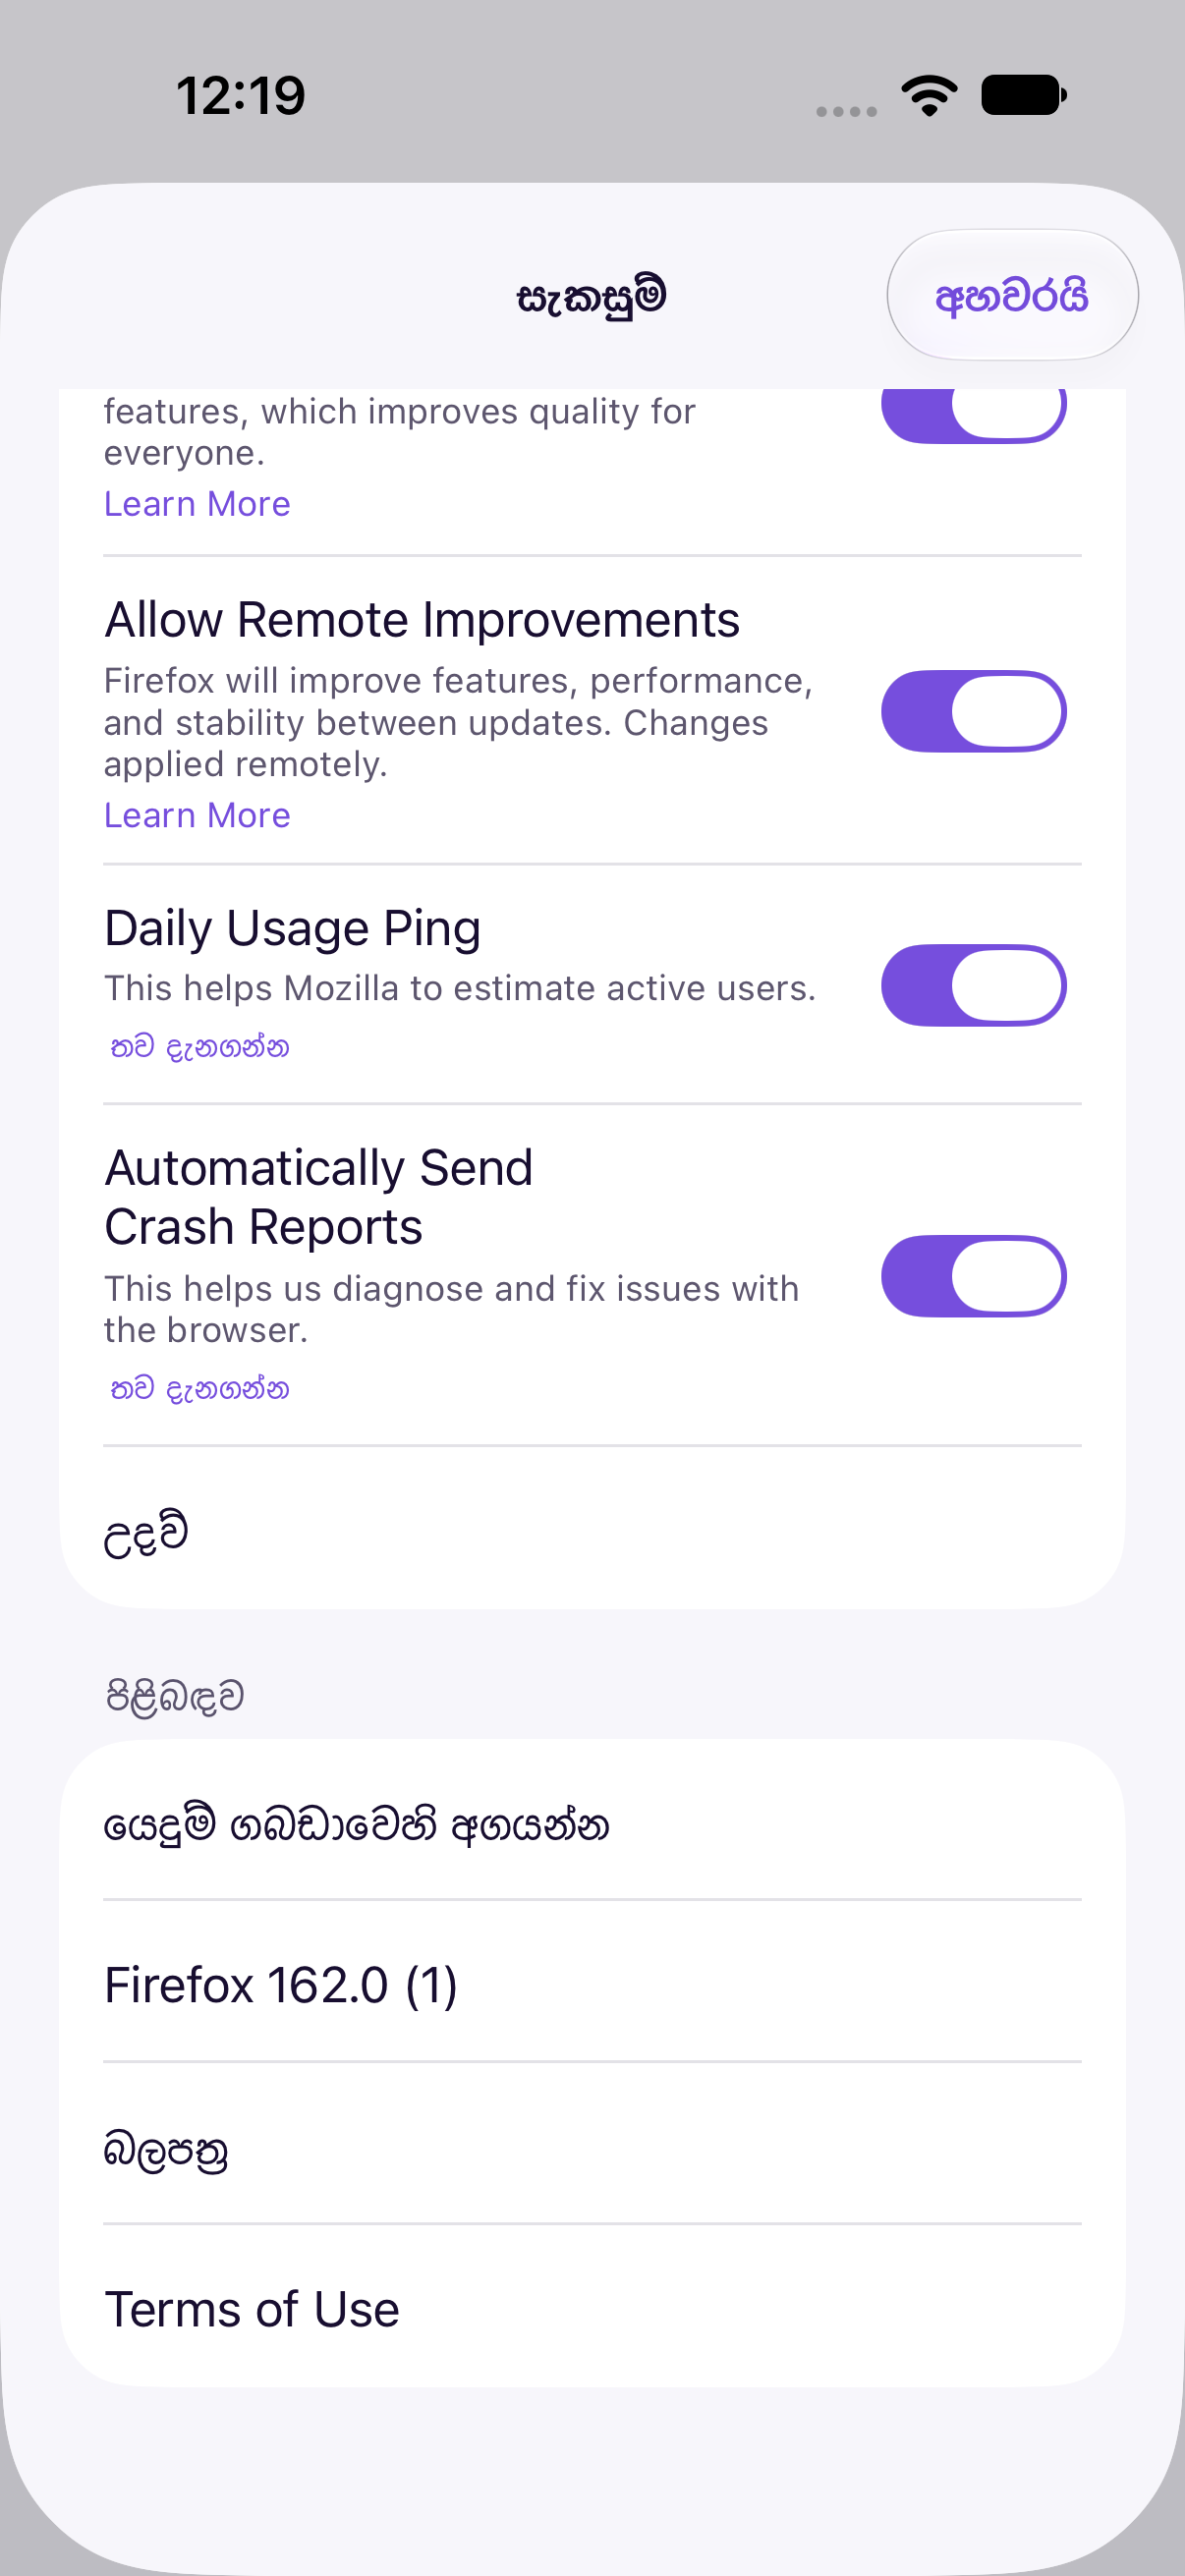 12:19
සැකසුම්
අහවරයි
features, which improves quality for
everyone.
Learn More
Allow Remote Improvements
Firefox will improve features, performance,
and stability between updates. Changes
applied remotely.
Learn More
Daily Usage Ping
This helps Mozilla to estimate active users.
තව දැනගන්න
Automatically Send
Crash Reports
This helps us diagnose and fix issues with
the browser.
තව දැනගන්න
උදව්
පිළිබඳව
යෙදුම් ගබඩාවෙහි අගයන්න
Firefox 162.0 (1)
බලපත්‍ර
Terms of Use